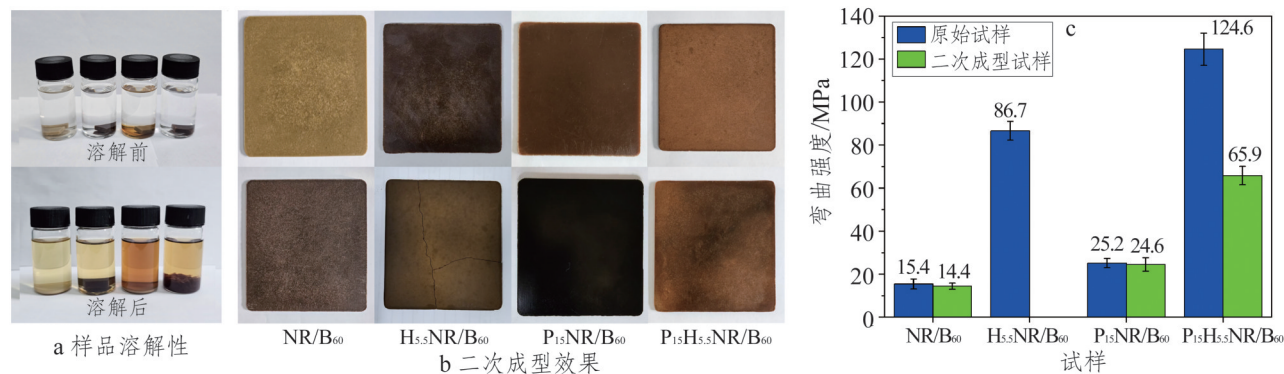 溶解前
溶解后
a 样品溶解性
NR/B₆₀
H₅.₅NR/B₆₀
P₁₅NR/B₆₀
P₁₅H₅.₅NR/B₆₀
b 二次成型效果
c
原始试样
二次成型试样
弯曲强度/MPa
140
120
100
80
60
40
20
0
15.4
14.4
86.7
25.2
24.6
124.6
65.9
NR/B₆₀
H₅.₅NR/B₆₀
P₁₅NR/B₆₀
P₁₅H₅.₅NR/B₆₀
试样